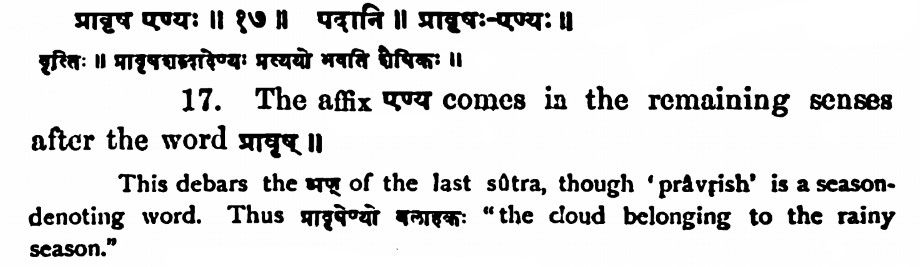 प्रावृष एण्यः ॥ १७ ॥ पदानि ॥ प्रावृषः-एण्यः ॥
वृत्तिः ॥ प्रावृषशब्दादेण्यः प्रत्ययो भवति शैषिकः ॥
17. The affix एण्य comes in the remaining senses
after the word प्रावृष् ॥
This debars the अण् of the last sûtra, though ‘prâvṛish’ is a season-
denoting word. Thus प्रावृषेण्यो बलाहकः “the cloud belonging to the rainy
season.”